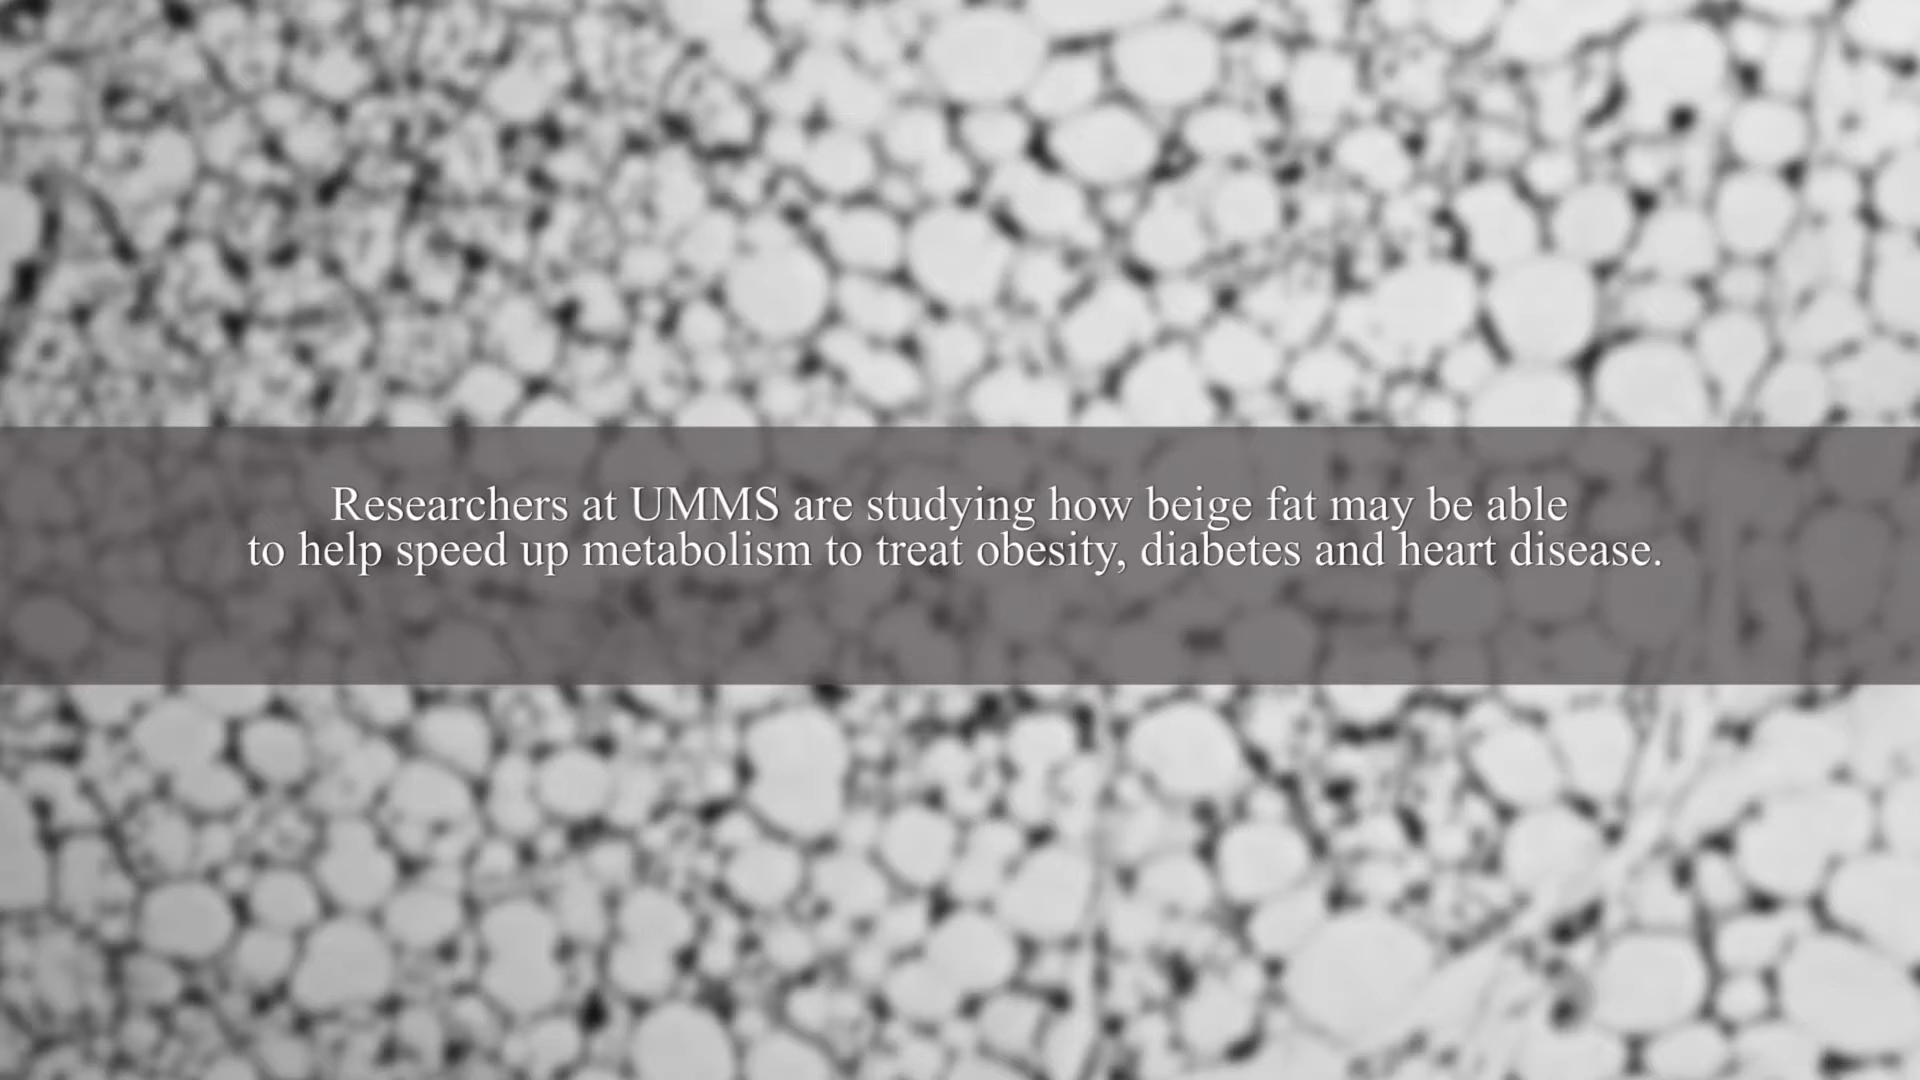 Researchers at UMMS are studying how beige fat may be able
to help speed up metabolism to treat obesity, diabetes and heart disease.